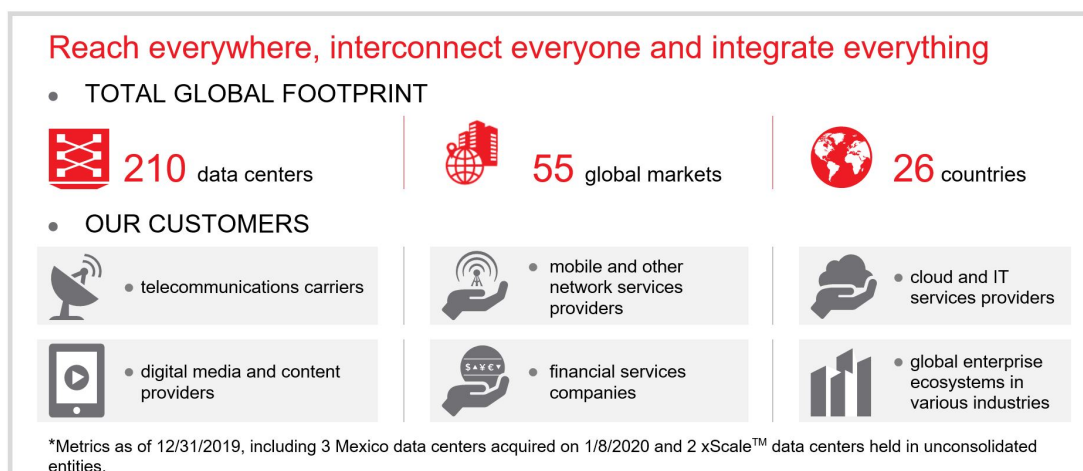 Reach everywhere, interconnect everyone and integrate everything
• TOTAL GLOBAL FOOTPRINT
210 data centers
55 global markets
26 countries
• OUR CUSTOMERS
• telecommunications carriers
• mobile and other
network services
providers
• cloud and IT
services providers
• digital media and content
providers
$ ▲ ¥ € ▼
• financial services
companies
• global enterprise
ecosystems in
various industries
*Metrics as of 12/31/2019, including 3 Mexico data centers acquired on 1/8/2020 and 2 xScale™ data centers held in unconsolidated
entities.